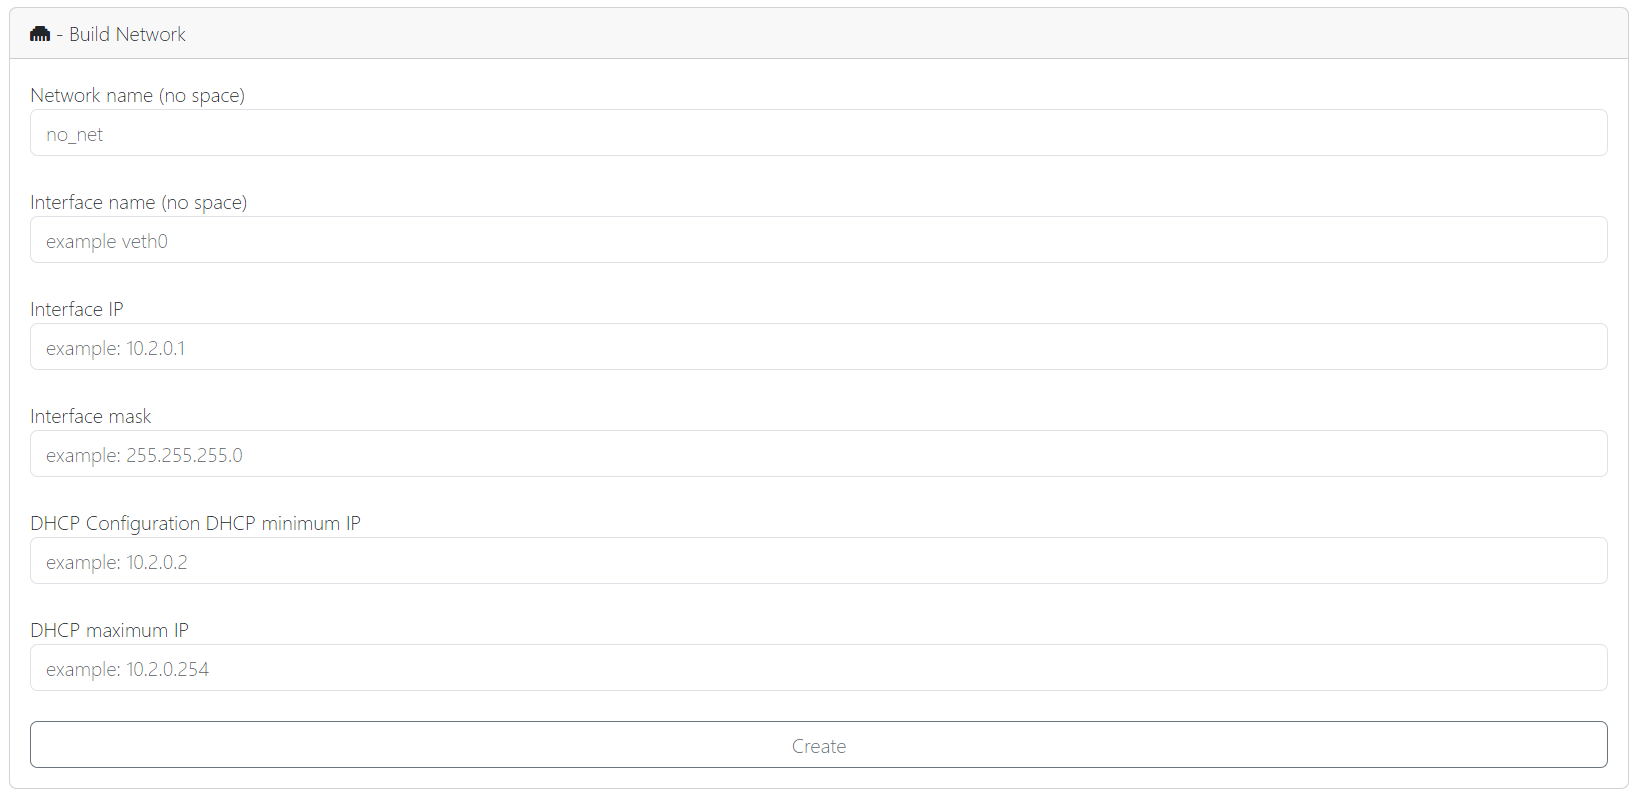 - Build Network
Network name (no space)
no_net
Interface name (no space)
example veth0
Interface IP
example: 10.2.0.1
Interface mask
example: 255.255.255.0
DHCP Configuration DHCP minimum IP
example: 10.2.0.2
DHCP maximum IP
example: 10.2.0.254
Create